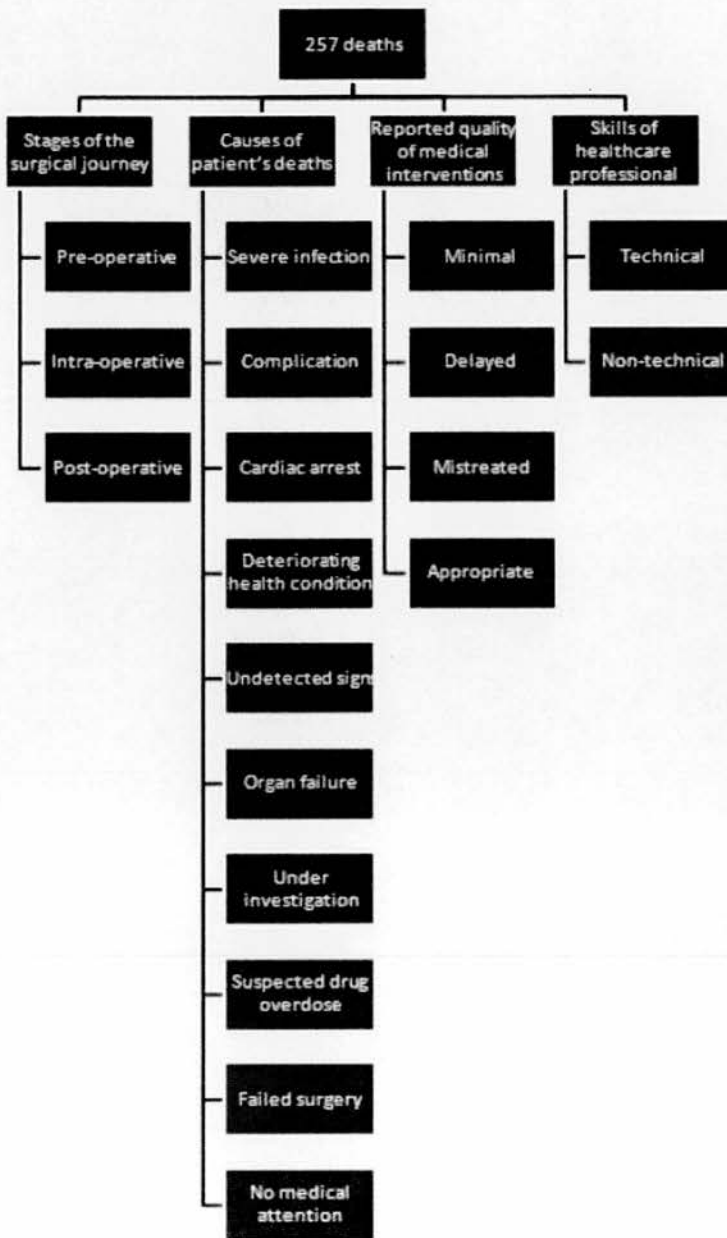 257 deaths
Stages of the
surgical journey
Causes of
patient's deaths
Reported quality
of medical
interventions
Skills of
healthcare
professional
Pre-operative
Intra-operative
Post-operative
Severe infection
Complication
Cardiac arrest
Deteriorating
health condition
Undetected signs
Organ failure
Under
investigation
Suspected drug
overdose
Failed surgery
No medical
attention
Minimal
Delayed
Mistreated
Appropriate
Technical
Non-technical